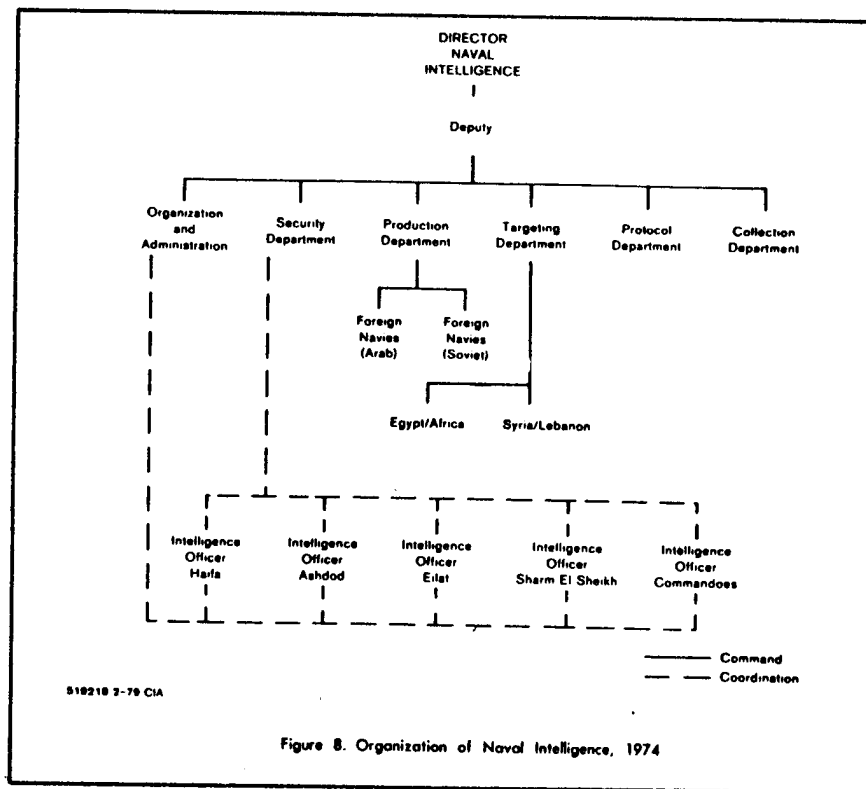 DIRECTOR
NAVAL
INTELLIGENCE
Deputy
Organization
and
Administration
Security
Department
Production
Department
Targeting
Department
Protocol
Department
Collection
Department
Foreign
Navies
(Arab)
Foreign
Navies
(Soviet)
Egypt/Africa
Syria/Lebanon
Intelligence
Officer
Haifa
Intelligence
Officer
Ashdod
Intelligence
Officer
Eilat
Intelligence
Officer
Sharm El Sheikh
Intelligence
Officer
Commandoes
Command
Coordination
519218 2-79 CIA
Figure 8. Organization of Naval Intelligence, 1974